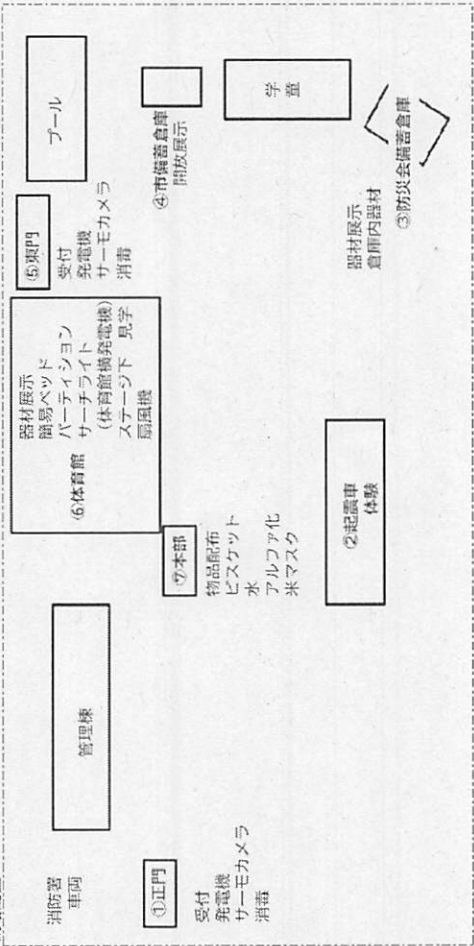 消防署
車両
①正門
受付
発電機
サーモカメラ
消毒
管理棟
⑦本部
物品配布
ビスケット
水
アルファ化
米マスク
②起震車
体験
⑥体育館
器材展示
簡易ベッド
パーティション
サーチライト
(体育館横発電機)
ステージ下 見学
扇風機
⑤東門
受付
発電機
サーモカメラ
消毒
プール
④市備蓄倉庫
開放展示
学童
器材展示
倉庫内器材
③防災会備蓄倉庫